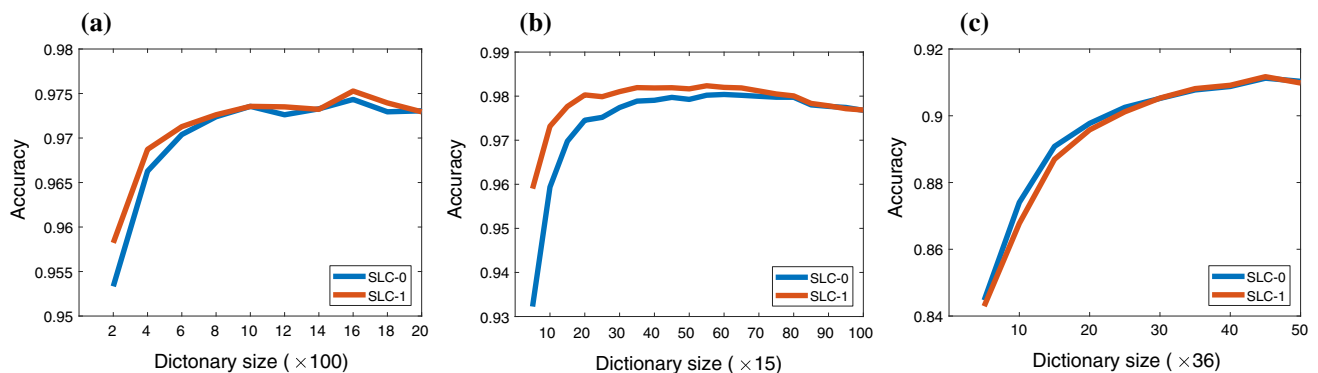 (a)
0.98
0.975
0.97
0.965
0.96
0.955
0.95
Accuracy
2 4 6 8 10 12 14 16 18 20
Dictonary size ( ×100)
SLC-0
SLC-1
(b)
0.99
0.98
0.97
0.96
0.95
0.94
0.93
Accuracy
10 20 30 40 50 60 70 80 90 100
Dictionary size ( ×15)
SLC-0
SLC-1
(c)
0.92
0.9
0.88
0.86
0.84
Accuracy
10 20 30 40 50
Dictionary size ( ×36)
SLC-0
SLC-1